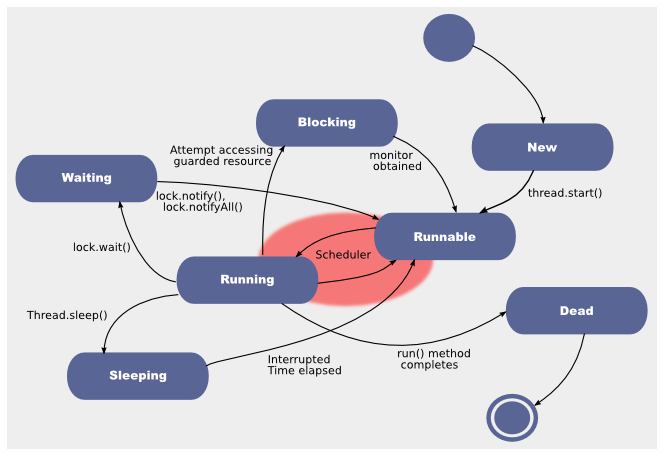 Blocking
New
Attempt accessing
guarded resource
monitor
obtained
Waiting
lock.notify(),
lock.notifyAll()
thread.start()
Runnable
lock.wait()
Scheduler
Running
Thread.sleep()
Dead
Sleeping
Interrupted
Time elapsed
run() method
completes